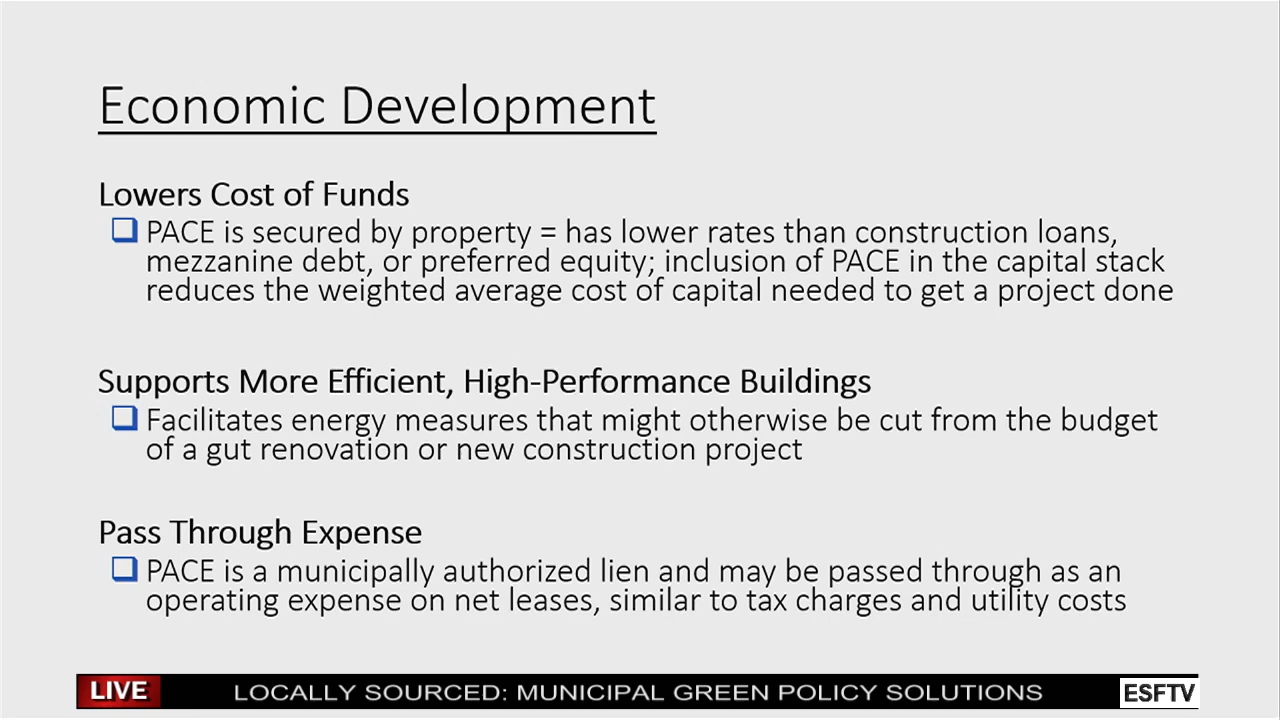 Economic Development
Lowers Cost of Funds
PACE is secured by property = has lower rates than construction loans,
mezzanine debt, or preferred equity; inclusion of PACE in the capital stack
reduces the weighted average cost of capital needed to get a project done
Supports More Efficient, High-Performance Buildings
Facilitates energy measures that might otherwise be cut from the budget
of a gut renovation or new construction project
Pass Through Expense
PACE is a municipally authorized lien and may be passed through as an
operating expense on net leases, similar to tax charges and utility costs
LIVE LOCALLY SOURCED: MUNICIPAL GREEN POLICY SOLUTIONS ESFTV